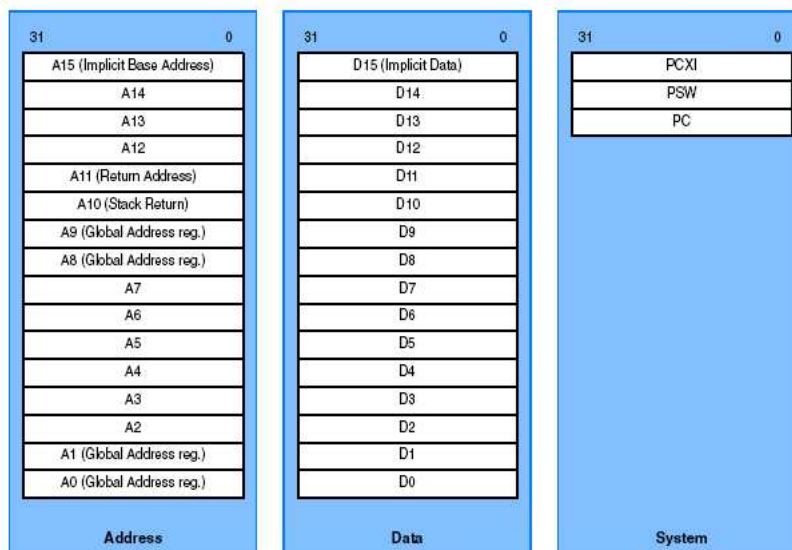 31 0
A15 (Implicit Base Address)
A14
A13
A12
A11 (Return Address)
A10 (Stack Return)
A9 (Global Address reg.)
A8 (Global Address reg.)
A7
A6
A5
A4
A3
A2
A1 (Global Address reg.)
A0 (Global Address reg.)
Address
31 0
D15 (Implicit Data)
D14
D13
D12
D11
D10
D9
D8
D7
D6
D5
D4
D3
D2
D1
D0
Data
31 0
PCXI
PSW
PC
System